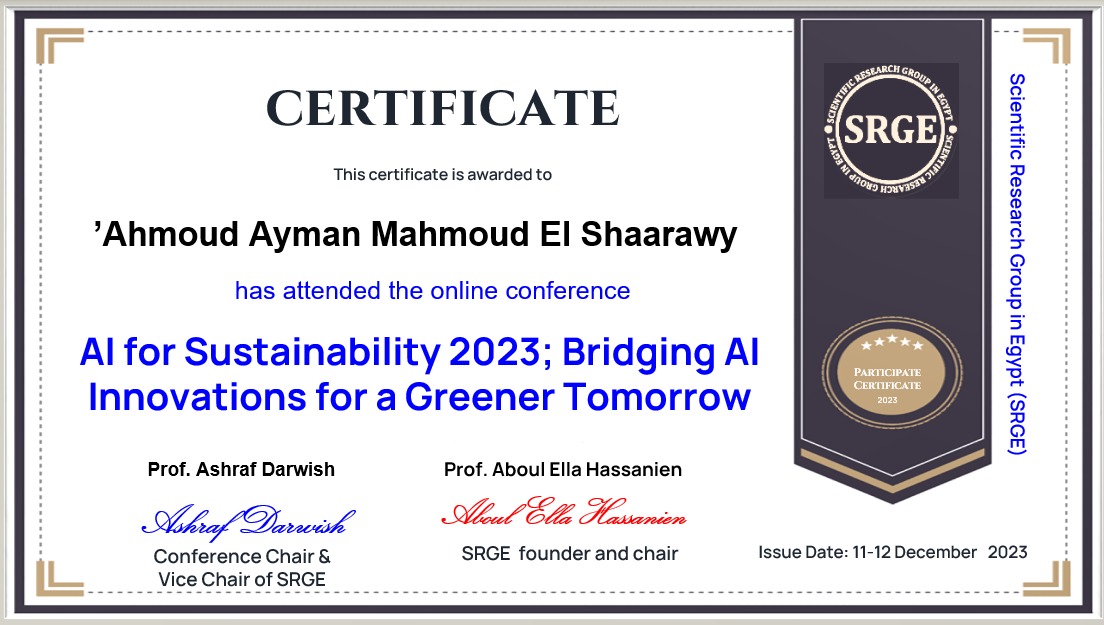 CERTIFICATE
This certificate is awarded to
’Ahmoud Ayman Mahmoud El Shaarawy
has attended the online conference
AI for Sustainability 2023; Bridging AI
Innovations for a Greener Tomorrow
Prof. Ashraf Darwish
Ashraf Darwish
Conference Chair &
Vice Chair of SRGE
Prof. Aboul Ella Hassanien
Aboul Ella Hassanien
SRGE founder and chair
Issue Date: 11-12 December 2023
SCIENTIFIC RESEARCH GROUP IN EGYPT
SRGE
SCIENTIFIC RESEARCH GROUP IN EGYPT
PARTICIPATE
CERTIFICATE
2023
Scientific Research Group in Egypt (SRGE)